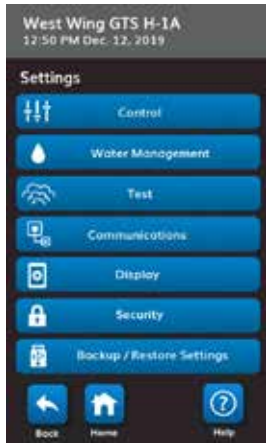 West Wing GTS H-1A
12:50 PM Dec. 12, 2019
Settings
Control
Water Management
Test
Communications
Display
Security
Backup / Restore Settings
Back Home Help